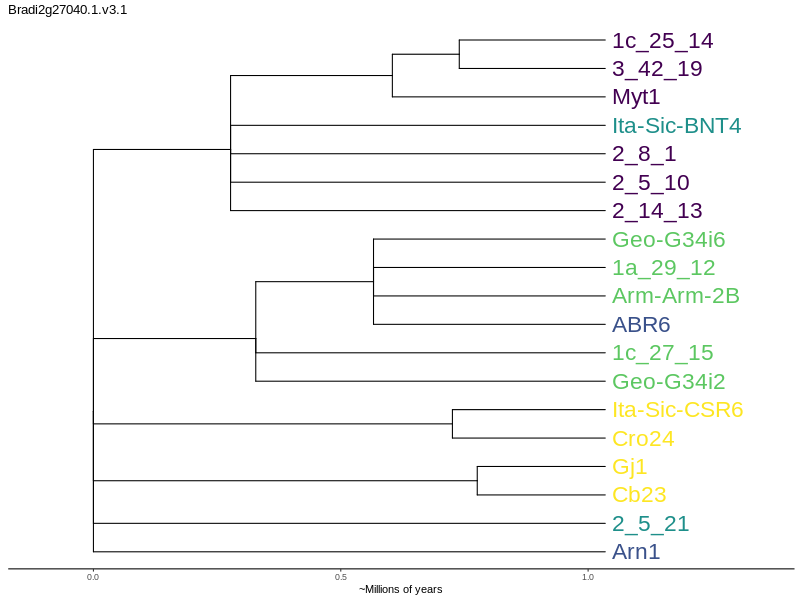 Bradi2g27040.1.v3.1
1c_25_14
3_42_19
Myt1
Ita-Sic-BNT4
2_8_1
2_5_10
2_14_13
Geo-G34i6
1a_29_12
Arm-Arm-2B
ABR6
1c_27_15
Geo-G34i2
Ita-Sic-CSR6
Cro24
Gj1
Cb23
2_5_21
Arn1
0.0 0.5 1.0
~Millions of years